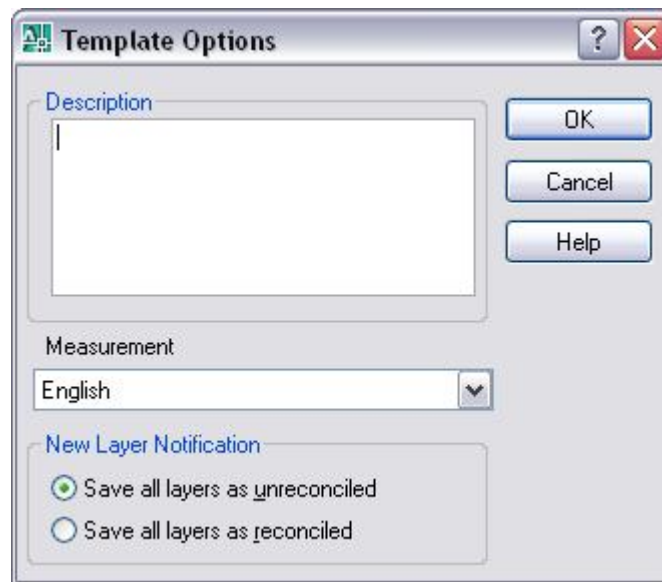 Template Options
Description
OK
Cancel
Help
Measurement
English
New Layer Notification
Save all layers as unreconciled
Save all layers as reconciled